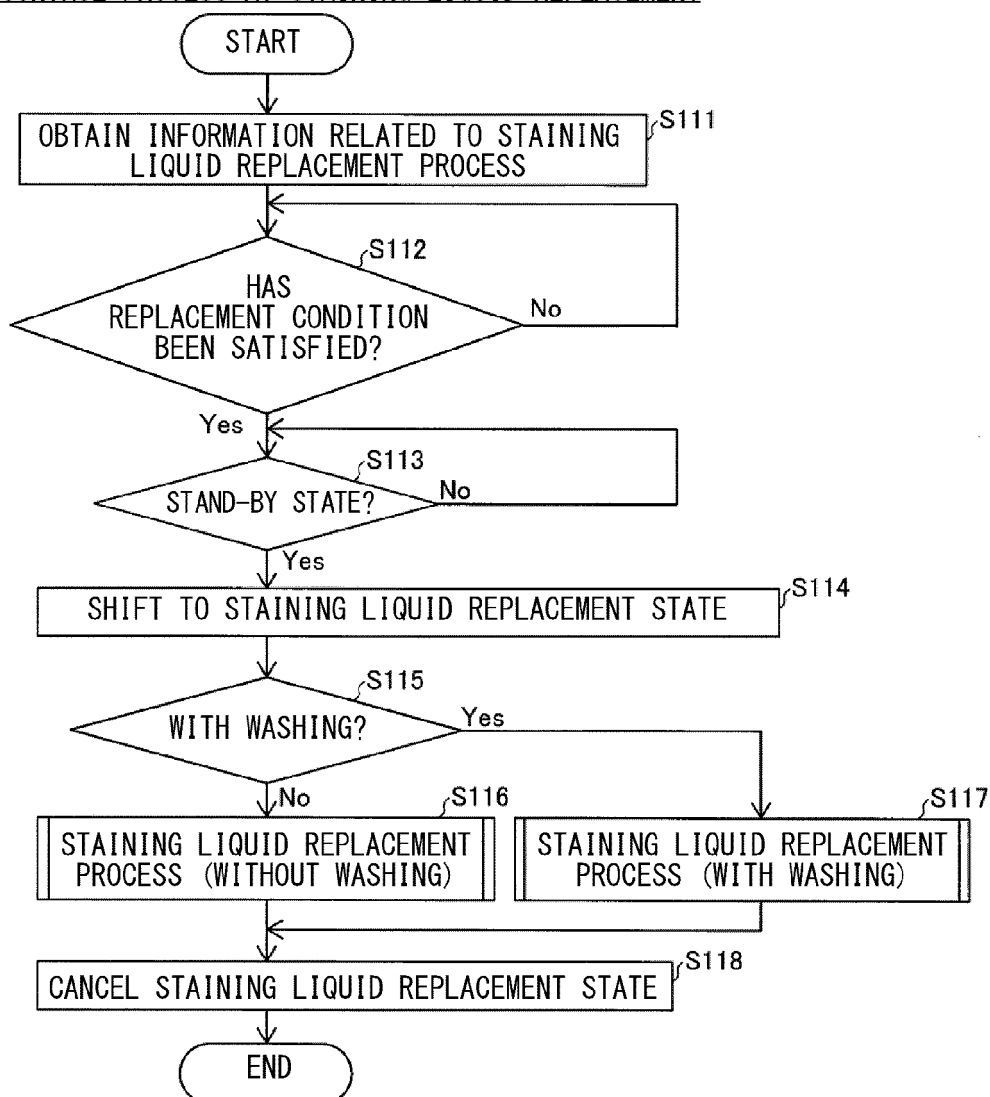 START
S111
OBTAIN INFORMATION RELATED TO STAINING
LIQUID REPLACEMENT PROCESS
S112
HAS
REPLACEMENT CONDITION
BEEN SATISFIED?
No
Yes
S113
STAND-BY STATE?
No
Yes
S114
SHIFT TO STAINING LIQUID REPLACEMENT STATE
S115
WITH WASHING?
Yes
No
S116
STAINING LIQUID REPLACEMENT
PROCESS (WITHOUT WASHING)
S117
STAINING LIQUID REPLACEMENT
PROCESS (WITH WASHING)
S118
CANCEL STAINING LIQUID REPLACEMENT STATE
END